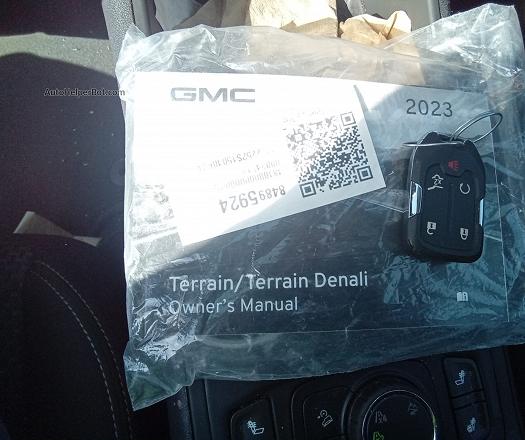 AutoHelperBot.com
GMC
2023
84895924
Terrain/Terrain Denali
Owner's Manual